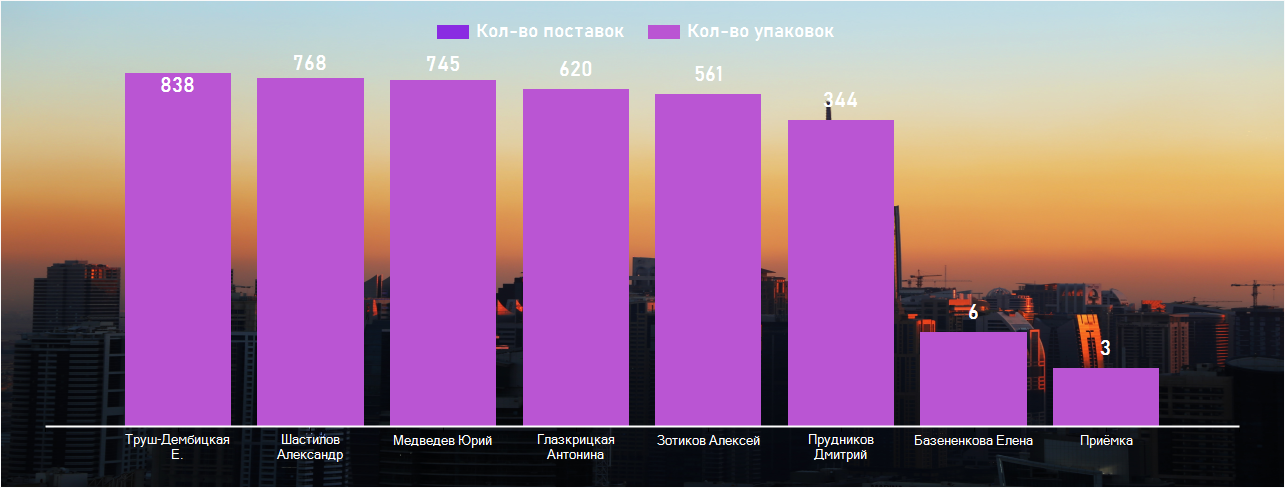 Кол-во поставок Кол-во упаковок
838 768 745 620 561 344 6 3
Труш-Дембицкая Е. Шастилов Александр Медведев Юрий Глазкрицкая Антонина Зотиков Алексей Прудников Дмитрий Базененкова Елена Приёмка